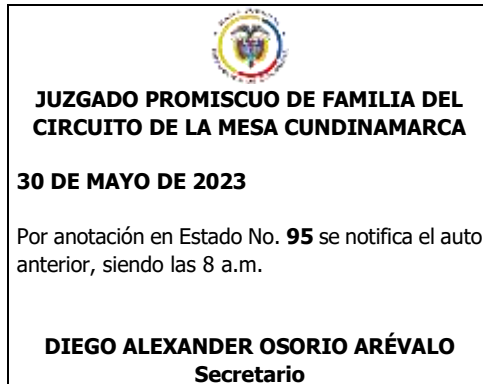 JUZGADO PROMISCUO DE FAMILIA DEL
CIRCUITO DE LA MESA CUNDINAMARCA
30 DE MAYO DE 2023
Por anotación en Estado No. 95 se notifica el auto
anterior, siendo las 8 a.m.
DIEGO ALEXANDER OSORIO ARÉVALO
Secretario